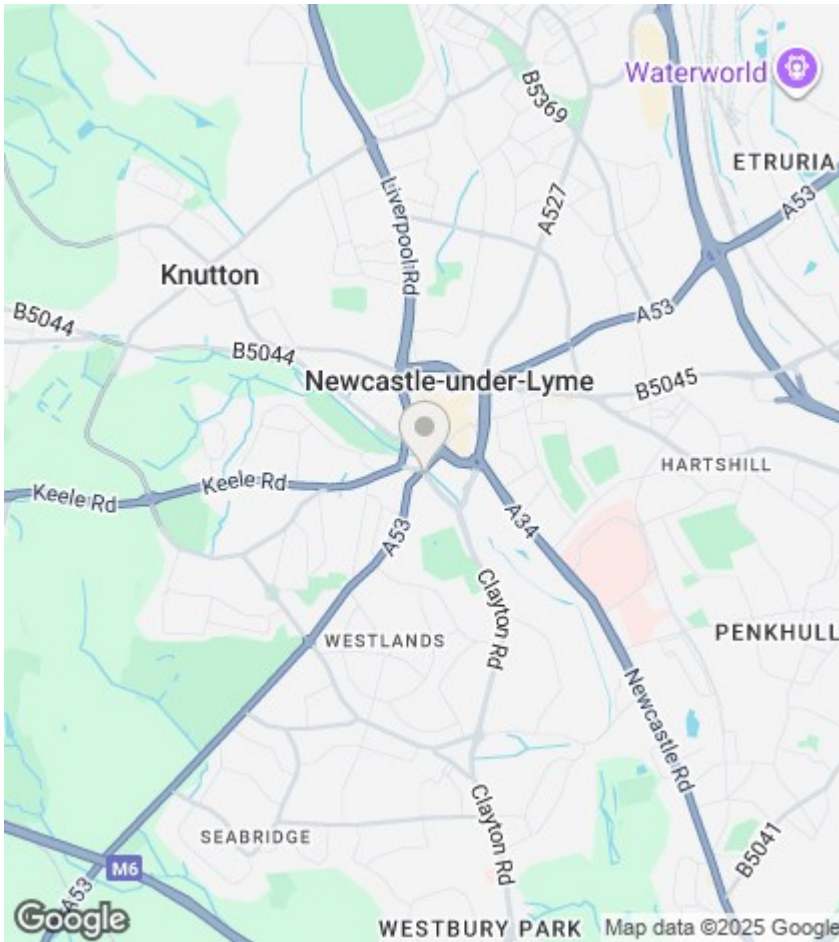 Waterworld
B5369
ETRURIA
A53
A527
Liverpool Rd
Knutton
B5044
A53
B5044
Newcastle-under-Lyme
B5045
HARTSHILL
Keele Rd
Keele Rd
A34
A53
Clayton Rd
WESTLANDS
PENKHULL
Newcastle Rd
Clayton Rd
SEABRIDGE
B5041
M6
A53
Google
WESTBURY PARK
Map data ©2025 Google